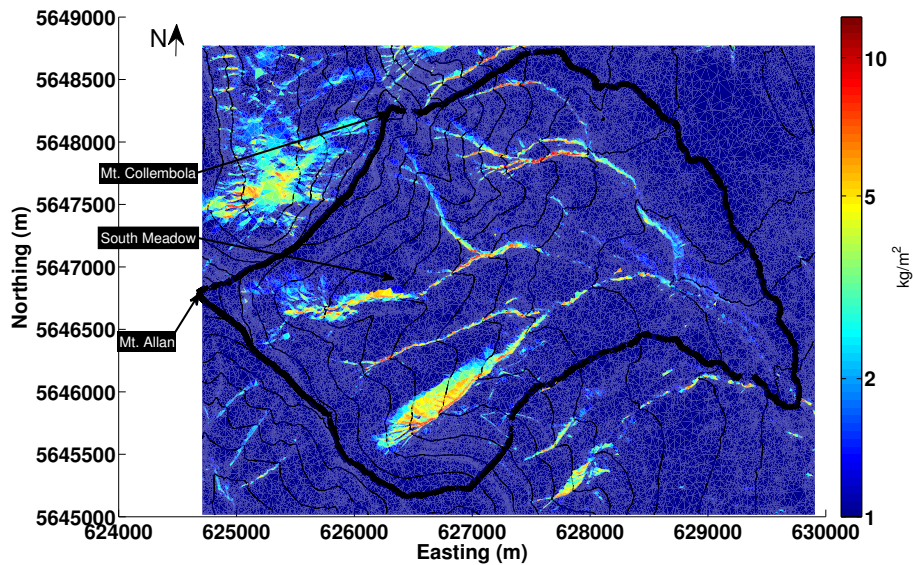 5649000
N
5648500
10
5648000
Mt. Collembola
5647500
5
South Meadow
5647000
5646500
Mt. Allan
5646000
2
5645500
5645000
1
624000 625000 626000 627000 628000 629000 630000
Easting (m)
Northing (m)
kg/m²